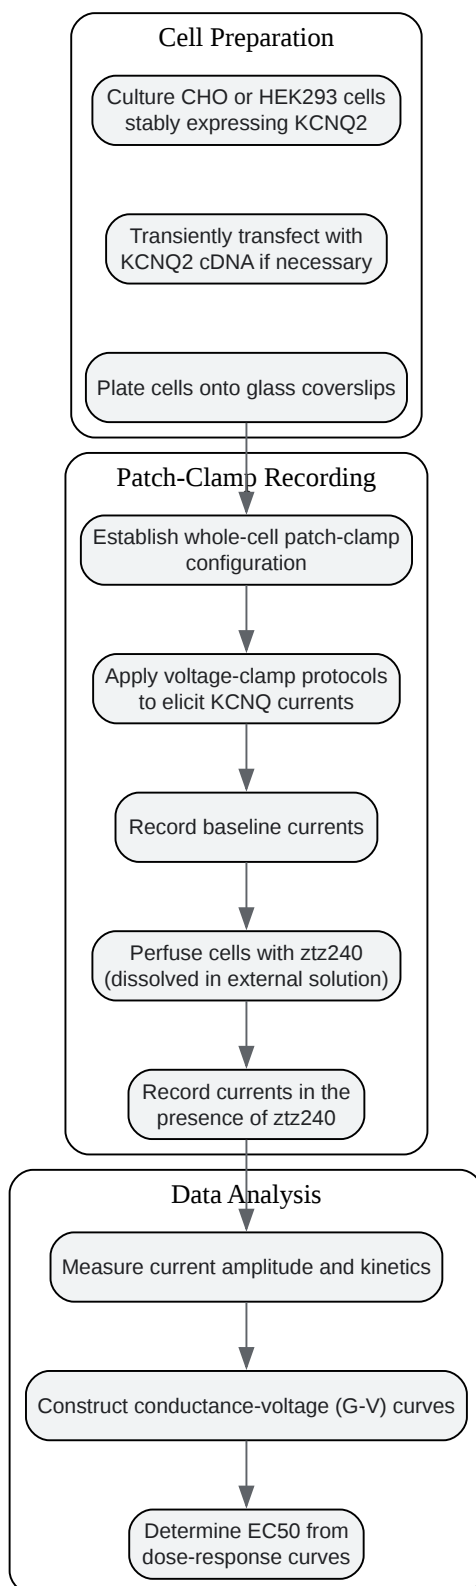 Cell Preparation
Culture CHO or HEK293 cells
stably expressing KCNQ2
Transiently transfect with
KCNQ2 cDNA if necessary
Plate cells onto glass coverslips
Patch-Clamp Recording
Establish whole-cell patch-clamp
configuration
Apply voltage-clamp protocols
to elicit KCNQ currents
Record baseline currents
Perfuse cells with ztz240
(dissolved in external solution)
Record currents in the
presence of ztz240
Data Analysis
Measure current amplitude and kinetics
Construct conductance-voltage (G-V) curves
Determine EC50 from
dose-response curves